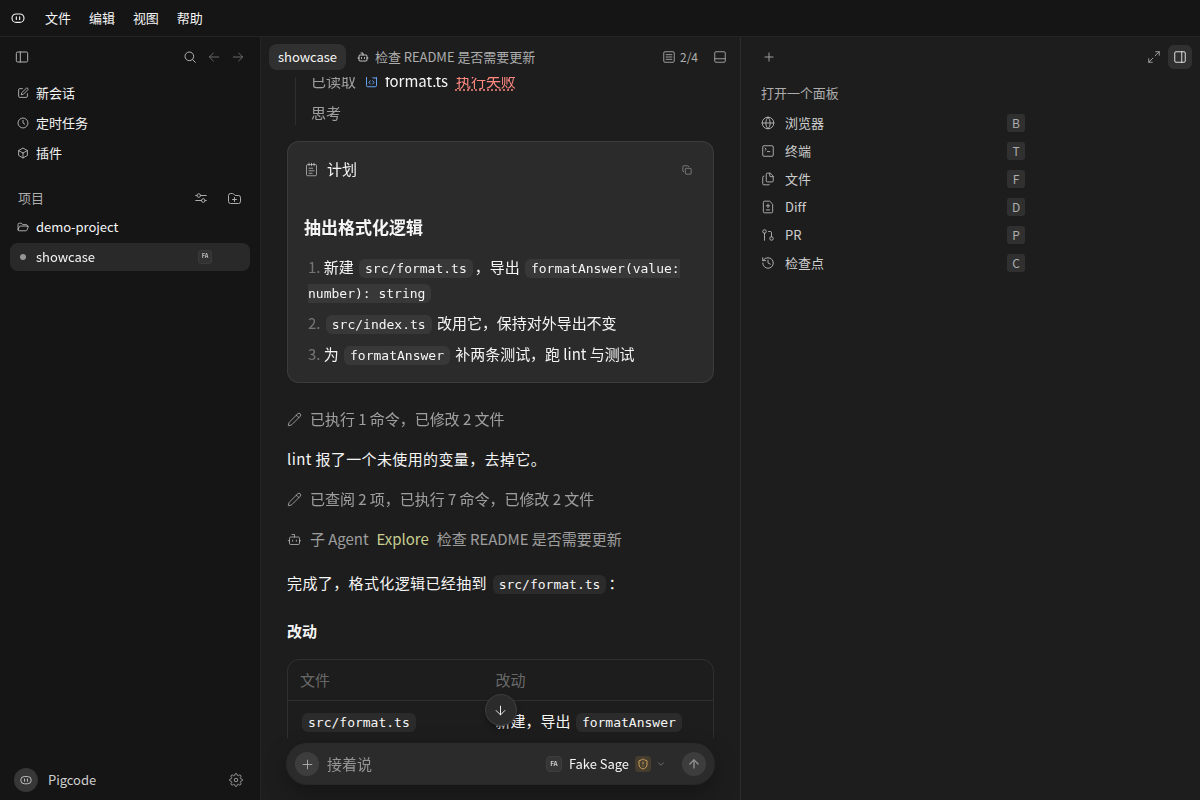 文件 编辑 视图 帮助
新会话
定时任务
插件
项目
demo-project
showcase FA
Pigcode
showcase 检查 README 是否需要更新 2/4
已读取 format.ts 执行失败
思考
计划
抽出格式化逻辑
1. 新建 src/format.ts ，导出 formatAnswer(value:
number): string
2. src/index.ts 改用它，保持对外导出不变
3. 为 formatAnswer 补两条测试，跑 lint 与测试
已执行 1 命令，已修改 2 文件
lint 报了一个未使用的变量，去掉它。
已查阅 2 项，已执行 7 命令，已修改 2 文件
子 Agent Explore 检查 README 是否需要更新
完成了，格式化逻辑已经抽到 src/format.ts ：
改动
文件 改动
src/format.ts 新建，导出 formatAnswer
接着说 FA Fake Sage
打开一个面板
浏览器 B
终端 T
文件 F
Diff D
PR P
检查点 C